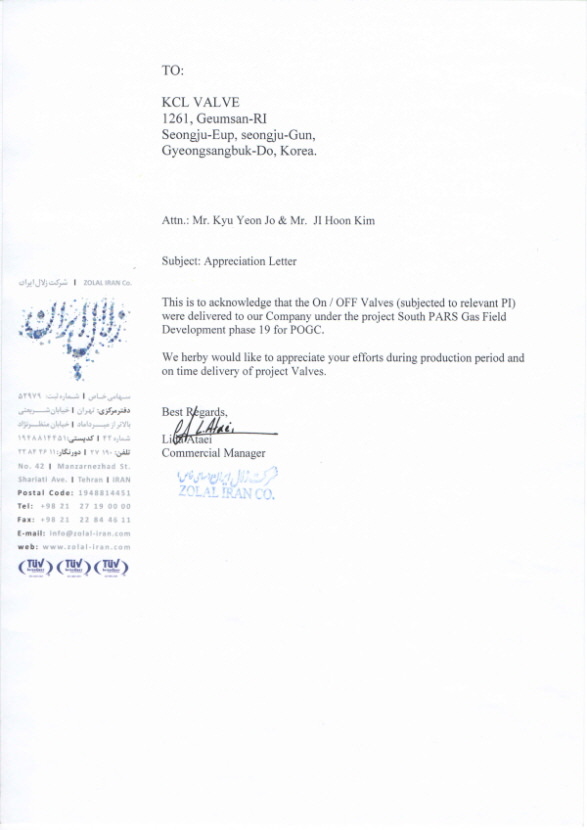 TO:
KCL VALVE
1261, Geumsan-RI
Seongju-Eup, seongju-Gun,
Gyeongsangbuk-Do, Korea.
Attn.: Mr. Kyu Yeon Jo & Mr. JI Hoon Kim
Subject: Appreciation Letter
This is to acknowledge that the On / OFF Valves (subjected to relevant PI)
were delivered to our Company under the project South PARS Gas Field
Development phase 19 for POGC.
We herby would like to appreciate your efforts during production period and
on time delivery of project Valves.
Best Regards,
Ataei
Commercial Manager
شرکت زلال ایران
ZOLAL IRAN CO.
شرکت زلال ایران | ZOLAL IRAN Co.
زلال ایران
سهامی خاص | شماره ثبت: ۵۴۹۷۹
دفتر مرکزی: تهران | خیابان شریعتی
بالاتر از میرداماد | خیابان منظرنژاد
شماره ۴۲ | کدپستی: ۱۹۴۸۸۱۴۴۵۱
تلفن: ۲۷ ۱۹۰ | دورنگار: ۲۲ ۸۴ ۴۶ ۱۱
No. 42 | Manzarnezhad St.
Shariati Ave. | Tehran | IRAN
Postal Code: 1948814451
Tel: +98 21 27 19 00 00
Fax: +98 21 22 84 46 11
E-mail: info@zolal-iran.com
web: www.zolal-iran.com
TÜV TÜV TÜV